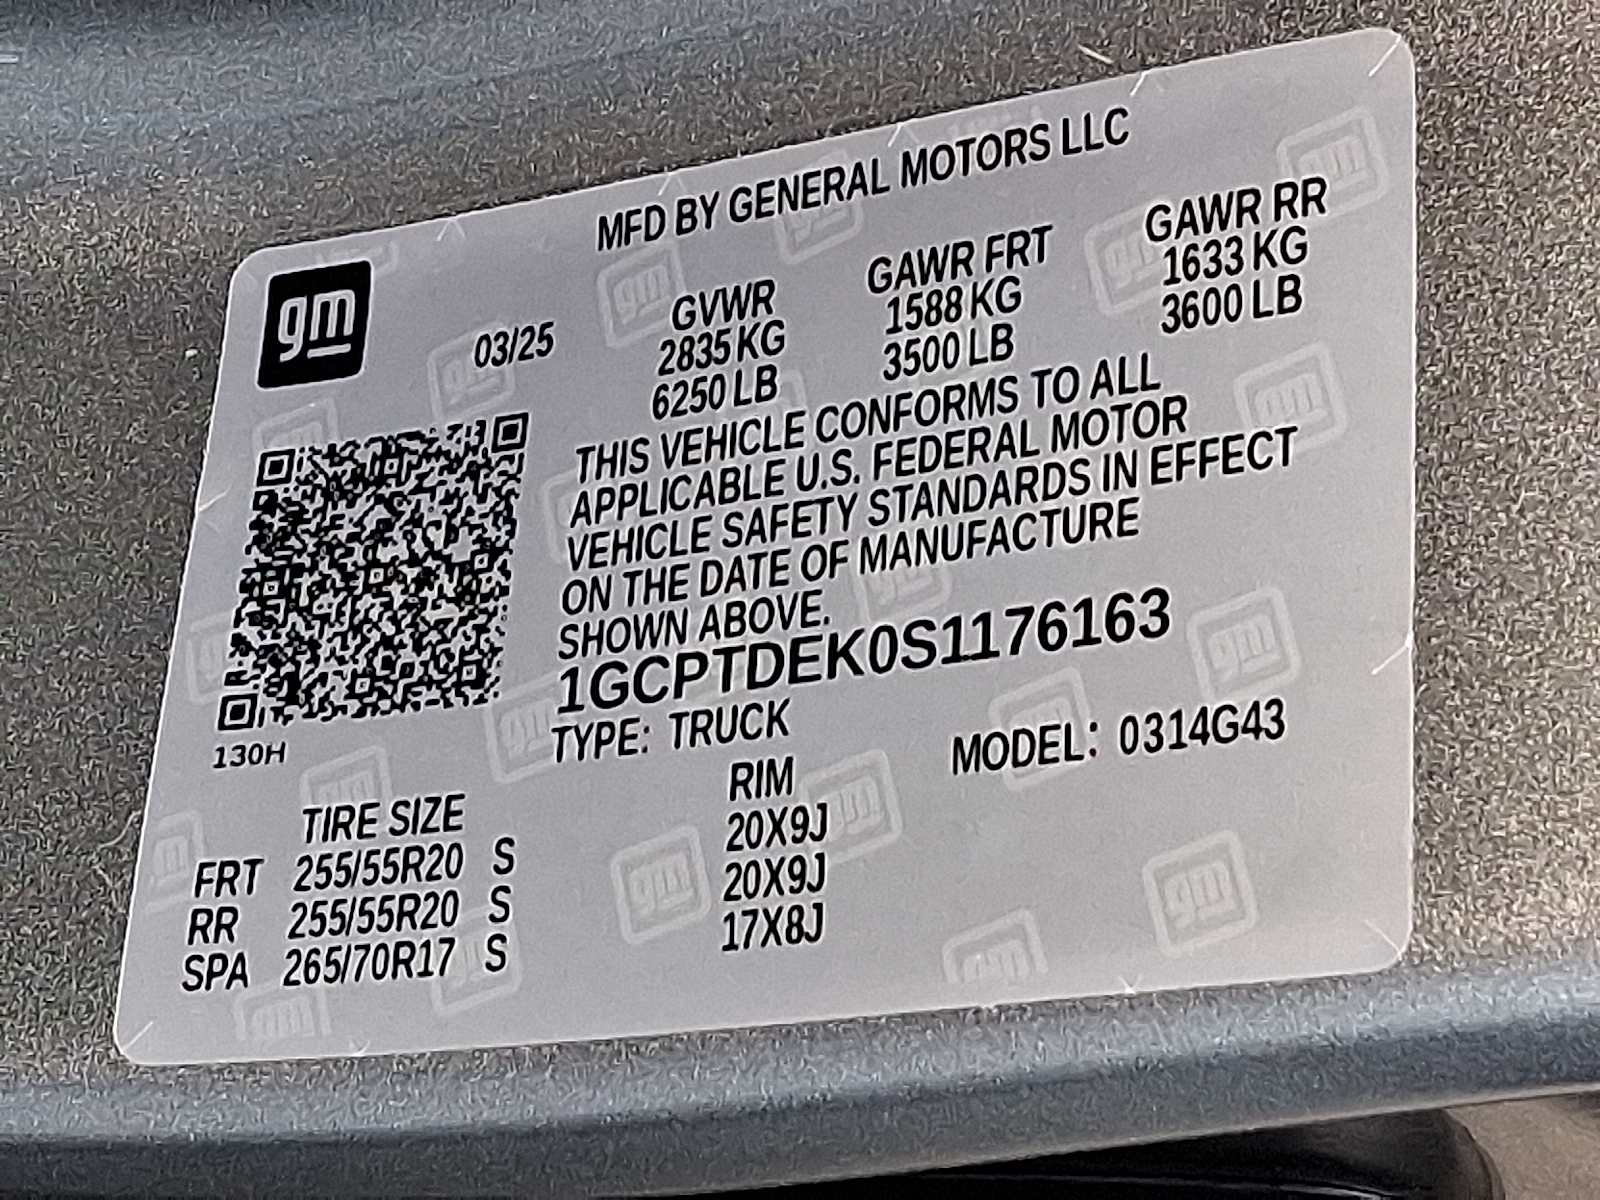 MFD BY GENERAL MOTORS LLC
gm
03/25
GVWR GAWR FRT GAWR RR
2835 KG 1588 KG 1633 KG
6250 LB 3500 LB 3600 LB
THIS VEHICLE CONFORMS TO ALL
APPLICABLE U.S. FEDERAL MOTOR
VEHICLE SAFETY STANDARDS IN EFFECT
ON THE DATE OF MANUFACTURE
SHOWN ABOVE.
1GCPTDEK0S1176163
130H
TYPE: TRUCK MODEL: 0314G43
TIRE SIZE RIM
FRT 255/55R20 S 20X9J
RR 255/55R20 S 20X9J
SPA 265/70R17 S 17X8J